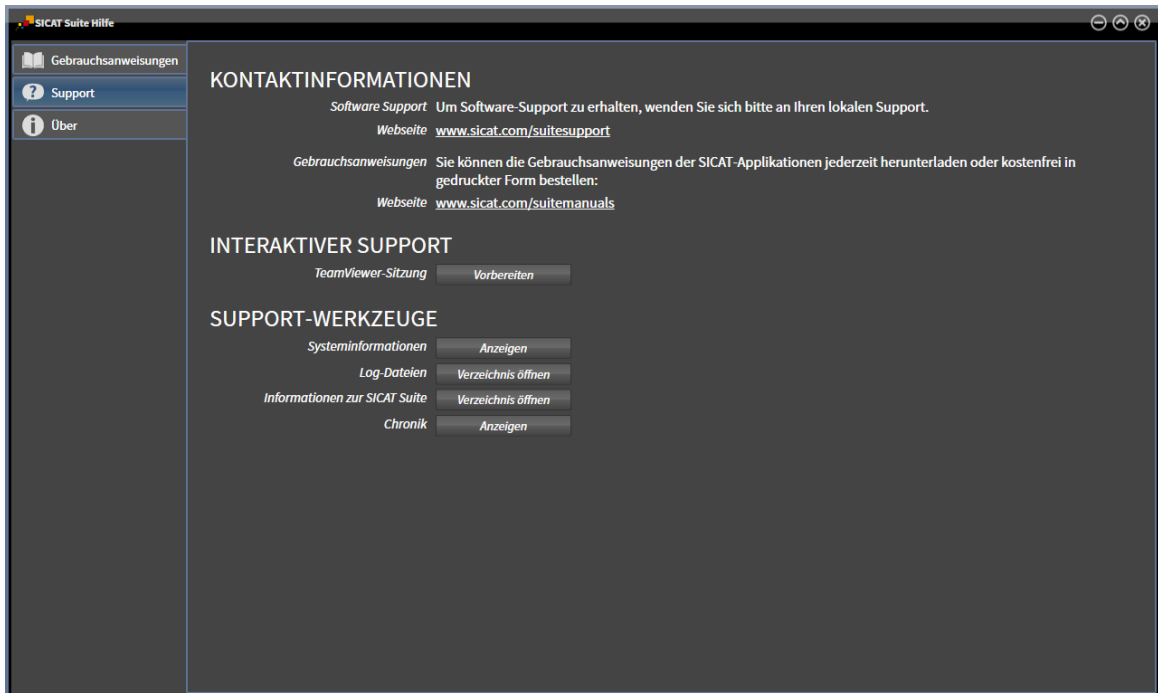 SICAT Suite Hilfe
Gebrauchsanweisungen
Support
Über
KONTAKTINFORMATIONEN
Software Support Um Software-Support zu erhalten, wenden Sie sich bitte an Ihren lokalen Support.
Webseite www.sicat.com/suitesupport
Gebrauchsanweisungen Sie können die Gebrauchsanweisungen der SICAT-Applikationen jederzeit herunterladen oder kostenfrei in
gedruckter Form bestellen:
Webseite www.sicat.com/suitemanuals
INTERAKTIVER SUPPORT
TeamViewer-Sitzung Vorbereiten
SUPPORT-WERKZEUGE
Systeminformationen Anzeigen
Log-Dateien Verzeichnis öffnen
Informationen zur SICAT Suite Verzeichnis öffnen
Chronik Anzeigen